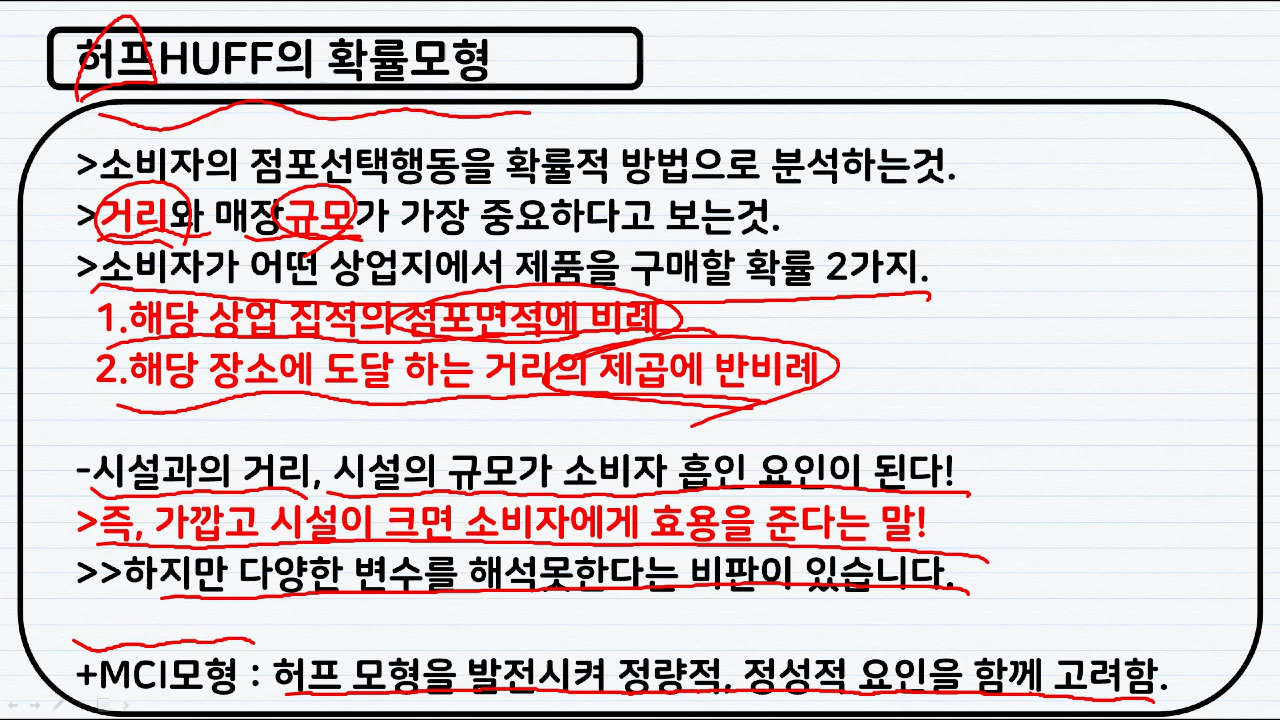 허프HUFF의 확률모형
>소비자의 점포선택행동을 확률적 방법으로 분석하는것.
>거리와 매장규모가 가장 중요하다고 보는것.
>소비자가 어떤 상업지에서 제품을 구매할 확률 2가지.
1.해당 상업 집적의 점포면적에 비례
2.해당 장소에 도달 하는 거리의 제곱에 반비례
-시설과의 거리, 시설의 규모가 소비자 흡인 요인이 된다!
>즉, 가깝고 시설이 크면 소비자에게 효용을 준다는 말!
>>하지만 다양한 변수를 해석못한다는 비판이 있습니다.
+MCI모형 : 허프 모형을 발전시켜 정량적, 정성적 요인을 함께 고려함.